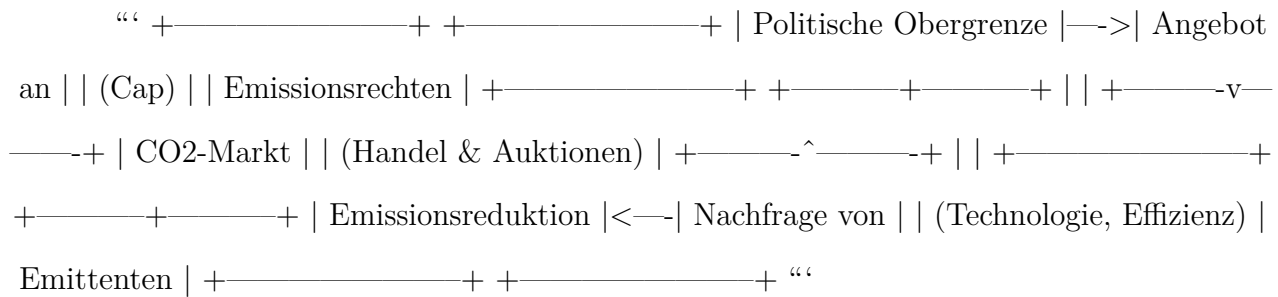 “‘ +———————–+ +———————–+ | Politische Obergrenze |—->| Angebot
an | | (Cap) | | Emissionsrechten | +———————–+ +———–+———–+ | | +———-v—
——-+ | CO2-Markt | | (Handel & Auktionen) | +———-^———-+ | | +———————–+
+———–+———–+ | Emissionsreduktion |<—-| Nachfrage von | | (Technologie, Effizienz) |
Emittenten | +———————–+ +———————–+ “‘